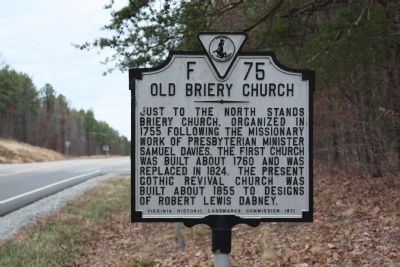 F 75
OLD BRIERY CHURCH
JUST TO THE NORTH STANDS
BRIERY CHURCH, ORGANIZED IN
1755 FOLLOWING THE MISSIONARY
WORK OF PRESBYTERIAN MINISTER
SAMUEL DAVIES. THE FIRST CHURCH
WAS BUILT ABOUT 1760 AND WAS
REPLACED IN 1824. THE PRESENT
GOTHIC REVIVAL CHURCH WAS
BUILT ABOUT 1855 TO DESIGNS
OF ROBERT LEWIS DABNEY.
VIRGINIA HISTORIC LANDMARKS COMMISSION 1971